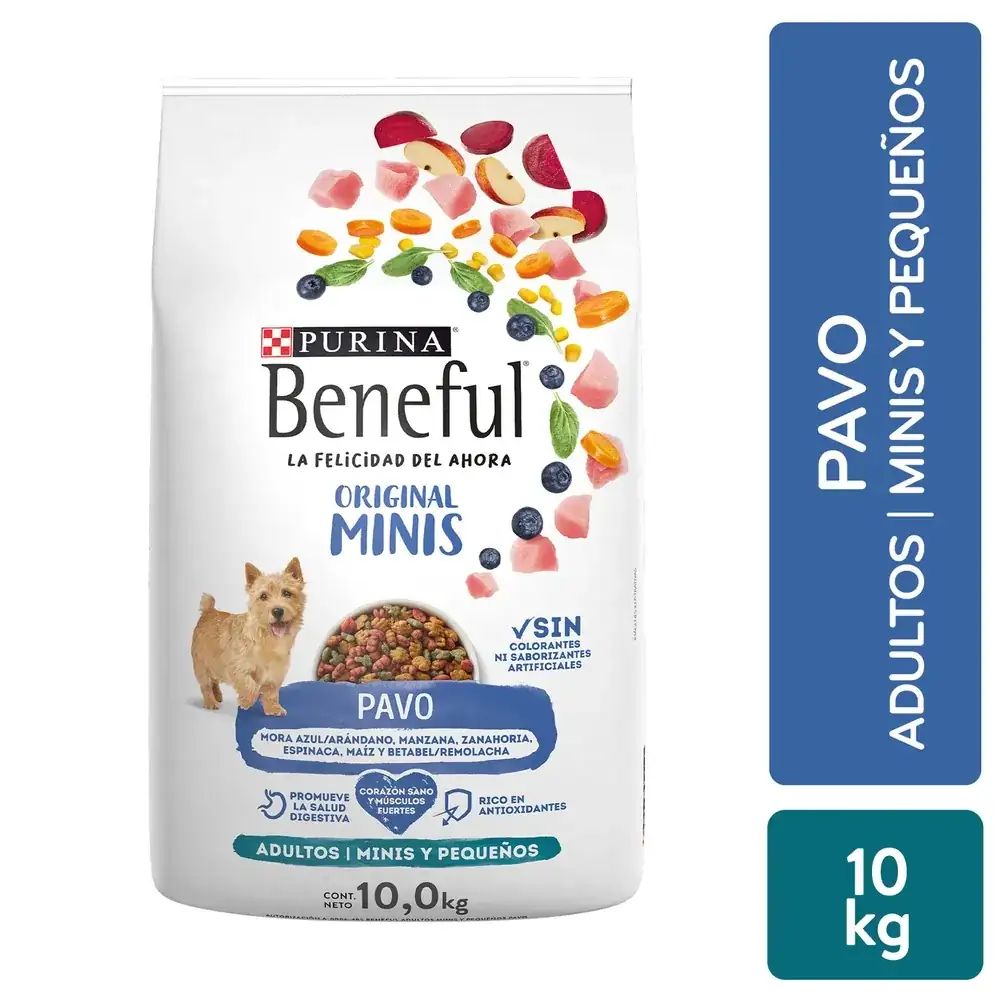 PURINA
Beneful
LA FELICIDAD DEL AHORA
ORIGINAL
MINIS
✓SIN
COLORANTES
NI SABORIZANTES
ARTIFICIALES
PAVO
MORA AZUL/ARÁNDANO, MANZANA, ZANAHORIA,
ESPINACA, MAÍZ Y BETABEL/REMOLACHA
PROMUEVE
LA SALUD
DIGESTIVA
CORAZÓN SANO
Y MÚSCULOS
FUERTES
RICO EN
ANTIOXIDANTES
ADULTOS | MINIS Y PEQUEÑOS
CONT.
NETO 10,0kg
PAVO
ADULTOS | MINIS Y PEQUEÑOS
10
kg